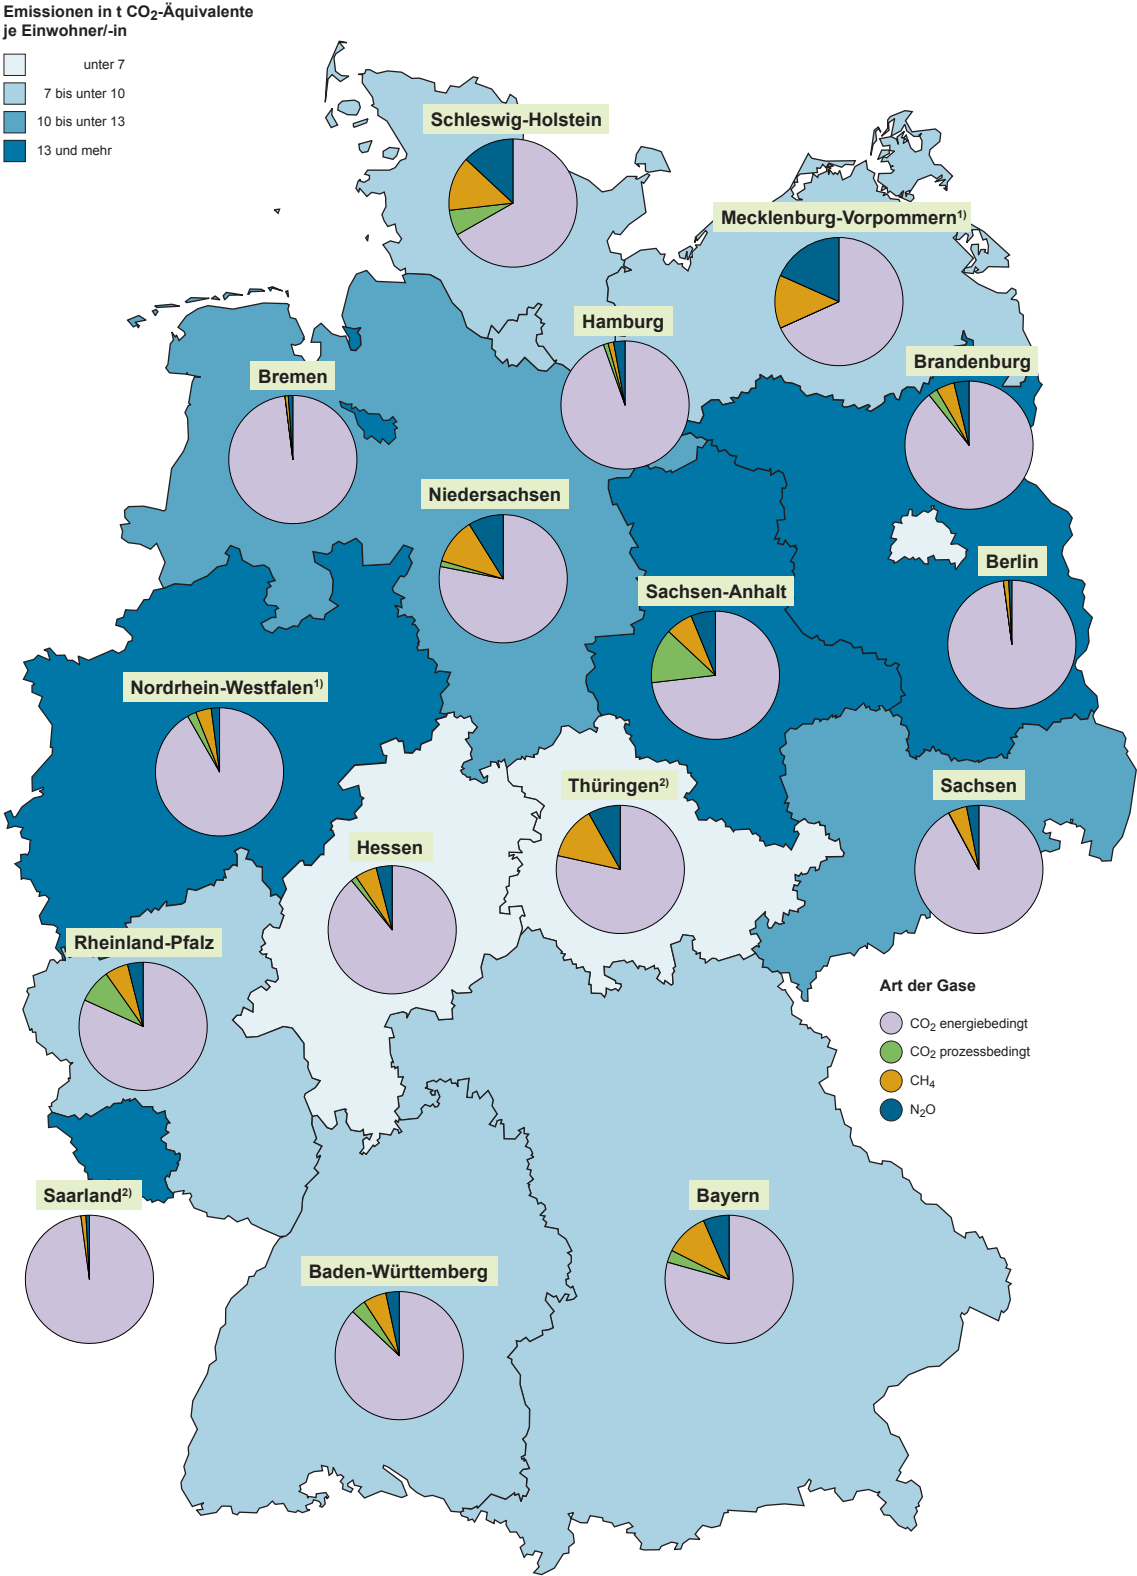 Emissionen in t CO₂-Äquivalente
je Einwohner/-in
unter 7
7 bis unter 10
10 bis unter 13
13 und mehr
Schleswig-Holstein
Mecklenburg-Vorpommern¹⁾
Hamburg
Brandenburg
Bremen
Niedersachsen
Berlin
Sachsen-Anhalt
Nordrhein-Westfalen¹⁾
Thüringen²⁾
Sachsen
Hessen
Rheinland-Pfalz
Art der Gase
CO₂ energiebedingt
CO₂ prozessbedingt
CH₄
N₂O
Saarland²⁾
Bayern
Baden-Württemberg